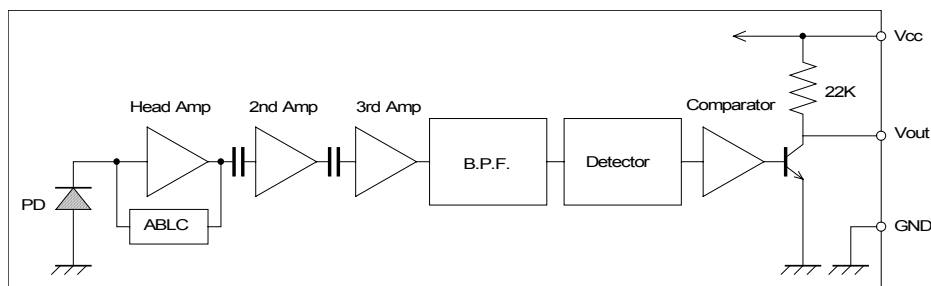 Vcc
22K
Head Amp
2nd Amp
3rd Amp
Comparator
Vout
B.P.F.
Detector
PD
ABLC
GND